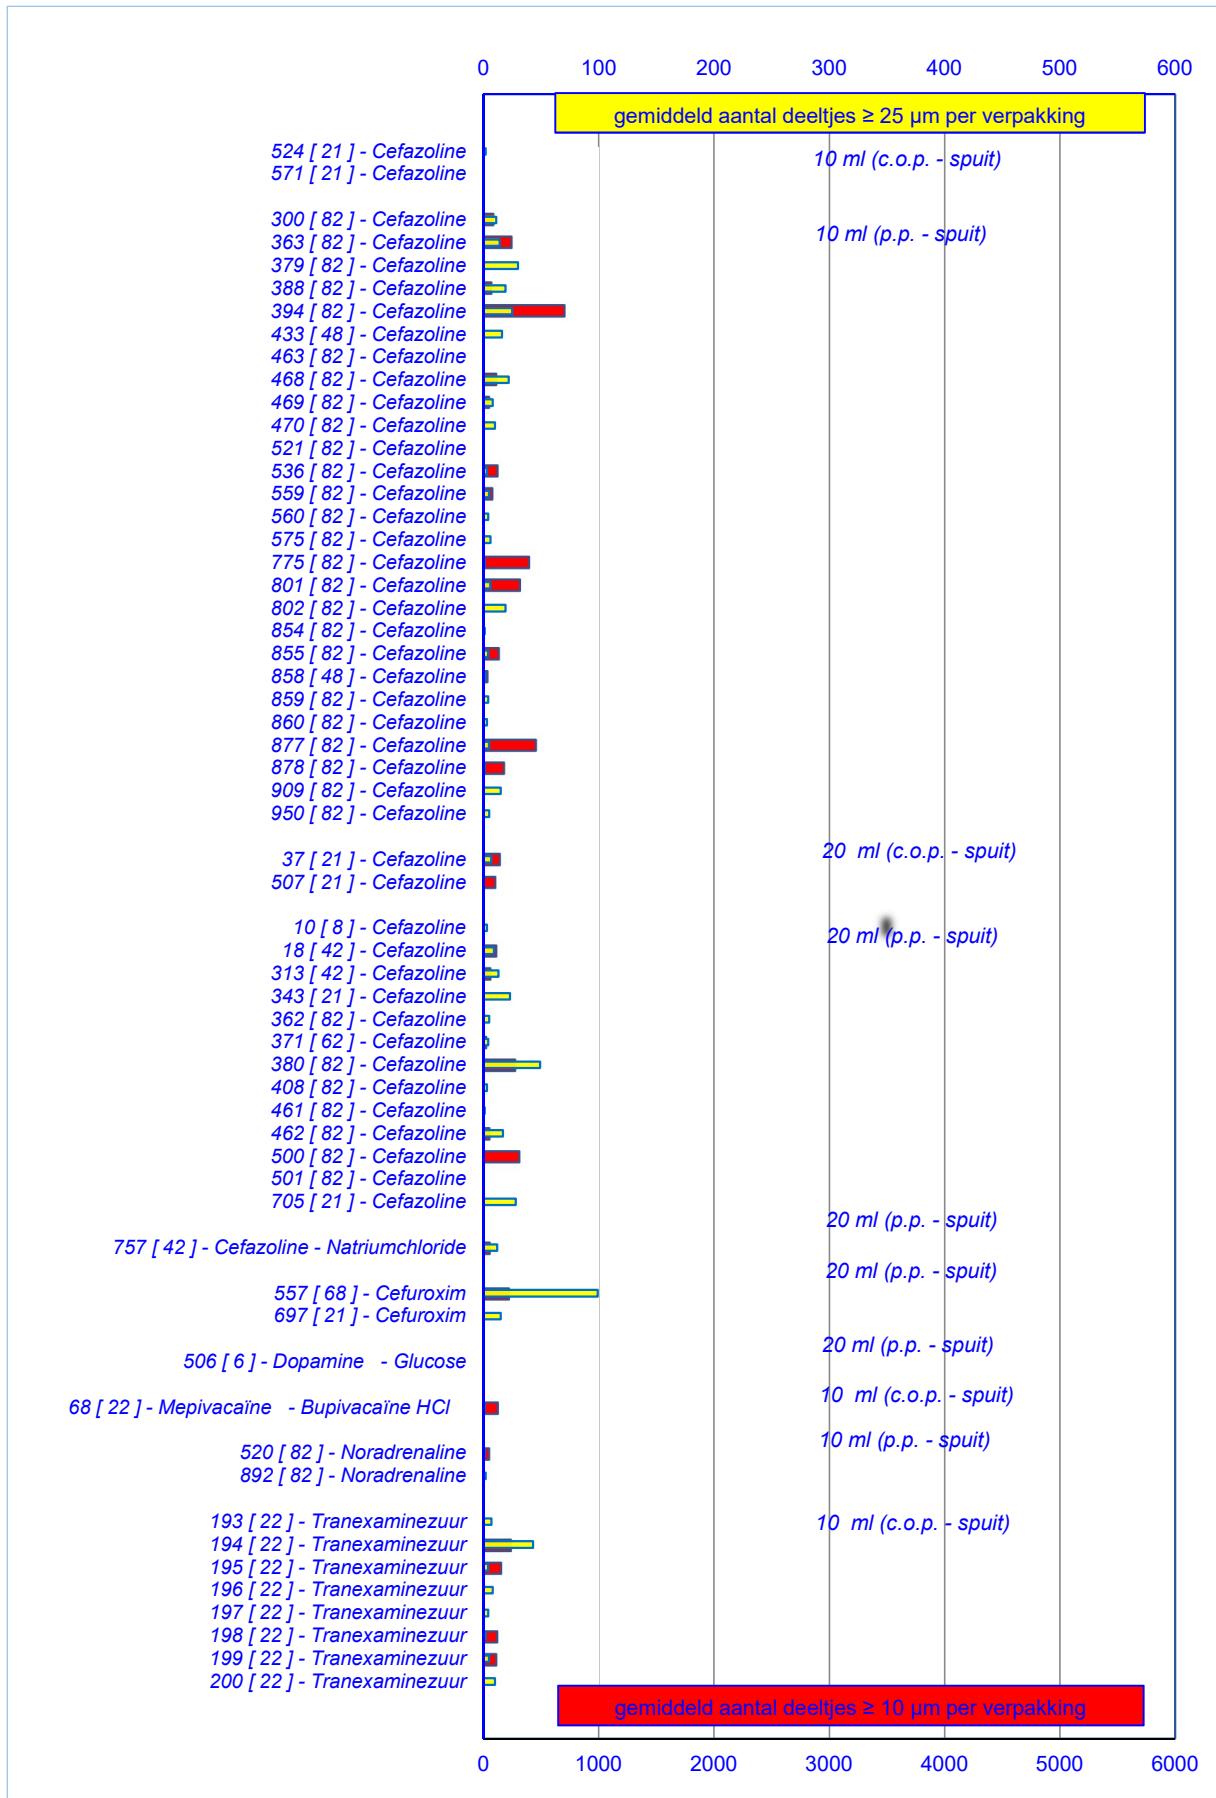 0 100 200 300 400 500 600
gemiddeld aantal deeltjes ≥ 25 µm per verpakking
524 [ 21 ] - Cefazoline 10 ml (c.o.p. - spuit)
571 [ 21 ] - Cefazoline
300 [ 82 ] - Cefazoline
10 ml (p.p. - spuit)
363 [ 82 ] - Cefazoline
379 [ 82 ] - Cefazoline
388 [ 82 ] - Cefazoline
394 [ 82 ] - Cefazoline
433 [ 48 ] - Cefazoline
463 [ 82 ] - Cefazoline
468 [ 82 ] - Cefazoline
469 [ 82 ] - Cefazoline
470 [ 82 ] - Cefazoline
521 [ 82 ] - Cefazoline
536 [ 82 ] - Cefazoline
559 [ 82 ] - Cefazoline
560 [ 82 ] - Cefazoline
575 [ 82 ] - Cefazoline
775 [ 82 ] - Cefazoline
801 [ 82 ] - Cefazoline
802 [ 82 ] - Cefazoline
854 [ 82 ] - Cefazoline
855 [ 82 ] - Cefazoline
858 [ 48 ] - Cefazoline
859 [ 82 ] - Cefazoline
860 [ 82 ] - Cefazoline
877 [ 82 ] - Cefazoline
878 [ 82 ] - Cefazoline
909 [ 82 ] - Cefazoline
950 [ 82 ] - Cefazoline
20 ml (c.o.p. - spuit)
37 [ 21 ] - Cefazoline
507 [ 21 ] - Cefazoline
10 [ 8 ] - Cefazoline
20 ml (p.p. - spuit)
18 [ 42 ] - Cefazoline
313 [ 42 ] - Cefazoline
343 [ 21 ] - Cefazoline
362 [ 82 ] - Cefazoline
371 [ 62 ] - Cefazoline
380 [ 82 ] - Cefazoline
408 [ 82 ] - Cefazoline
461 [ 82 ] - Cefazoline
462 [ 82 ] - Cefazoline
500 [ 82 ] - Cefazoline
501 [ 82 ] - Cefazoline
705 [ 21 ] - Cefazoline
20 ml (p.p. - spuit)
757 [ 42 ] - Cefazoline - Natriumchloride
20 ml (p.p. - spuit)
557 [ 68 ] - Cefuroxim
697 [ 21 ] - Cefuroxim
20 ml (p.p. - spuit)
506 [ 6 ] - Dopamine - Glucose
10 ml (c.o.p. - spuit)
68 [ 22 ] - Mepivacaïne - Bupivacaïne HCl
10 ml (p.p. - spuit)
520 [ 82 ] - Noradrenaline
892 [ 82 ] - Noradrenaline
193 [ 22 ] - Tranexaminezuur 10 ml (c.o.p. - spuit)
194 [ 22 ] - Tranexaminezuur
195 [ 22 ] - Tranexaminezuur
196 [ 22 ] - Tranexaminezuur
197 [ 22 ] - Tranexaminezuur
198 [ 22 ] - Tranexaminezuur
199 [ 22 ] - Tranexaminezuur
200 [ 22 ] - Tranexaminezuur
gemiddeld aantal deeltjes ≥ 10 µm per verpakking
0 1000 2000 3000 4000 5000 6000